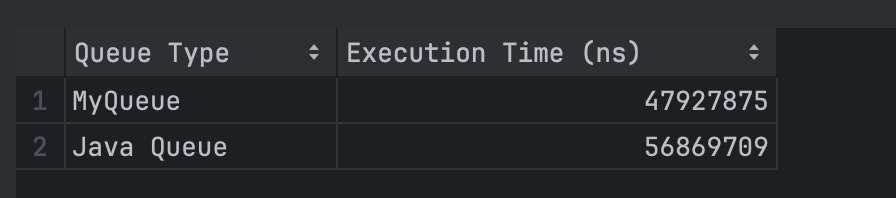 Queue Type Execution Time (ns)
1 MyQueue 47927875
2 Java Queue 56869709